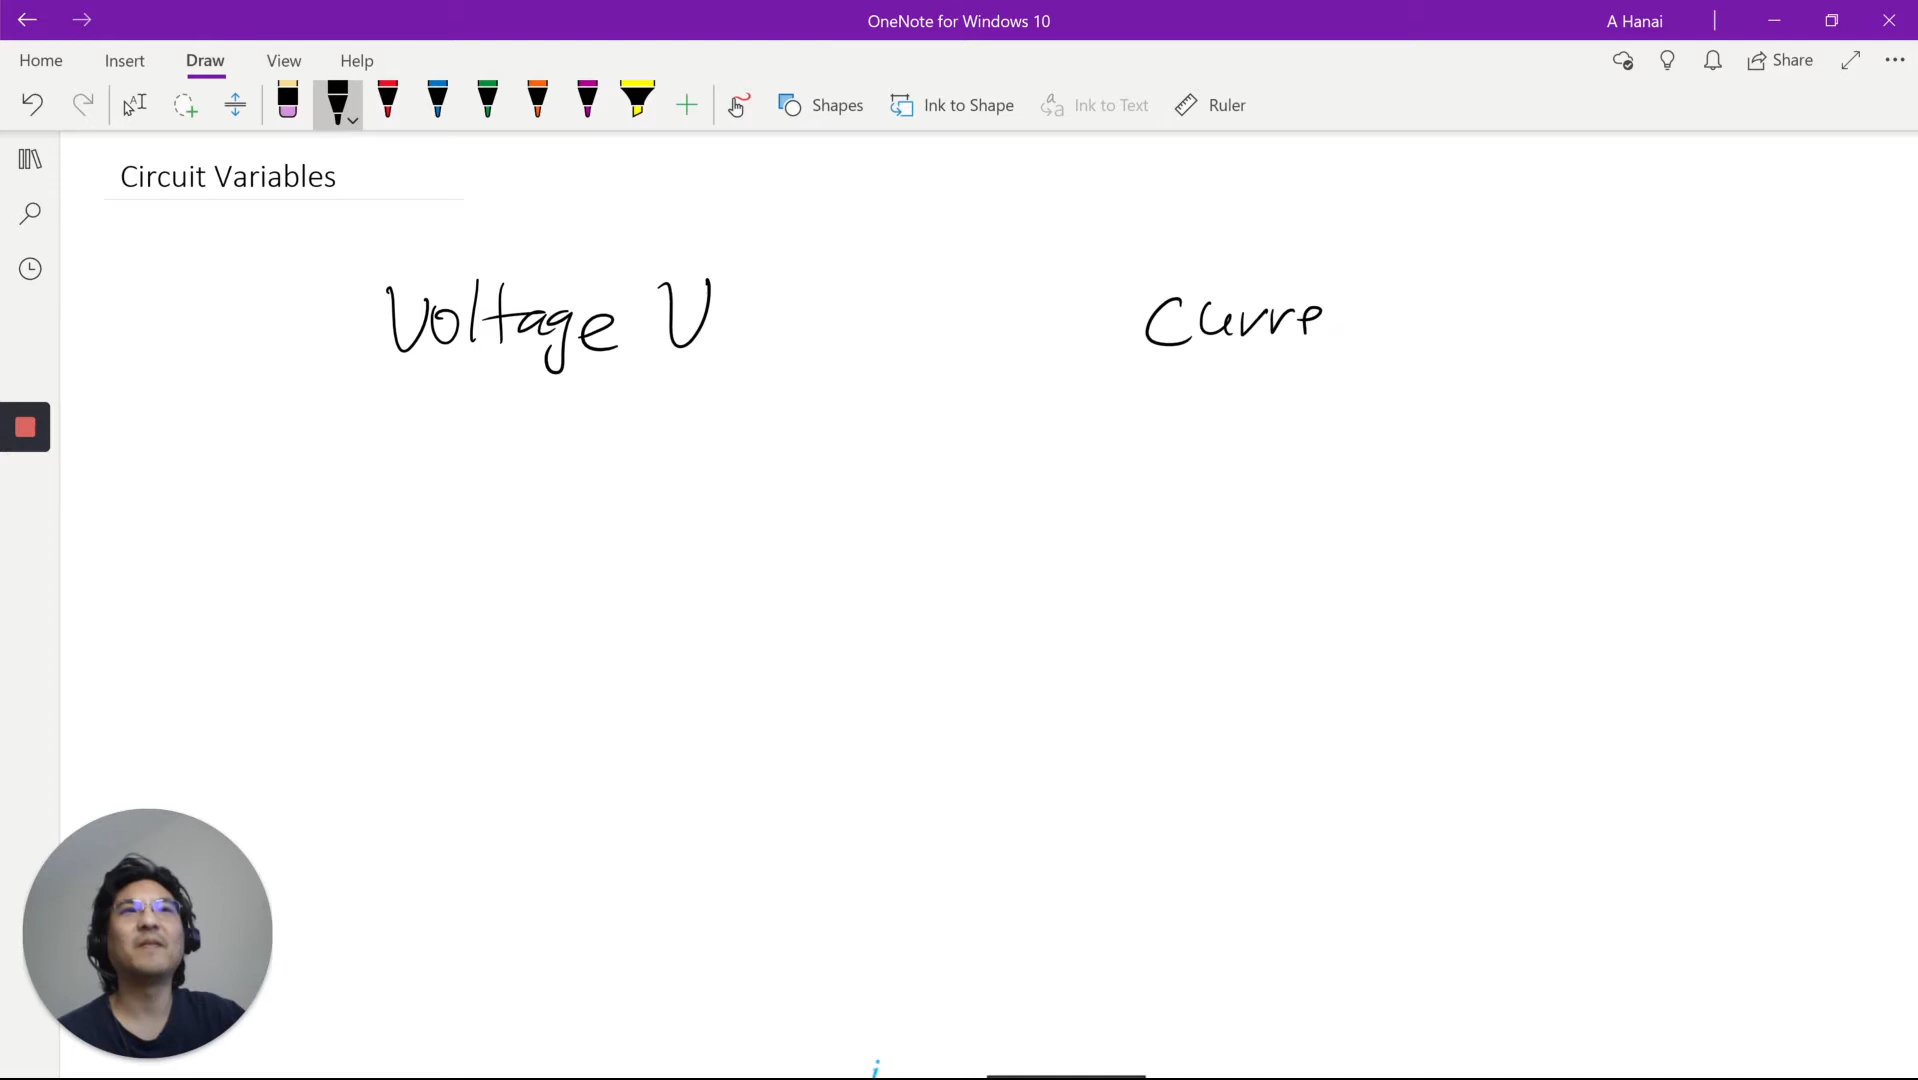 OneNote for Windows 10
A Hanai
Home Insert Draw View Help
Share
Shapes Ink to Shape Ink to Text Ruler
Circuit Variables
Voltage V Curre
i